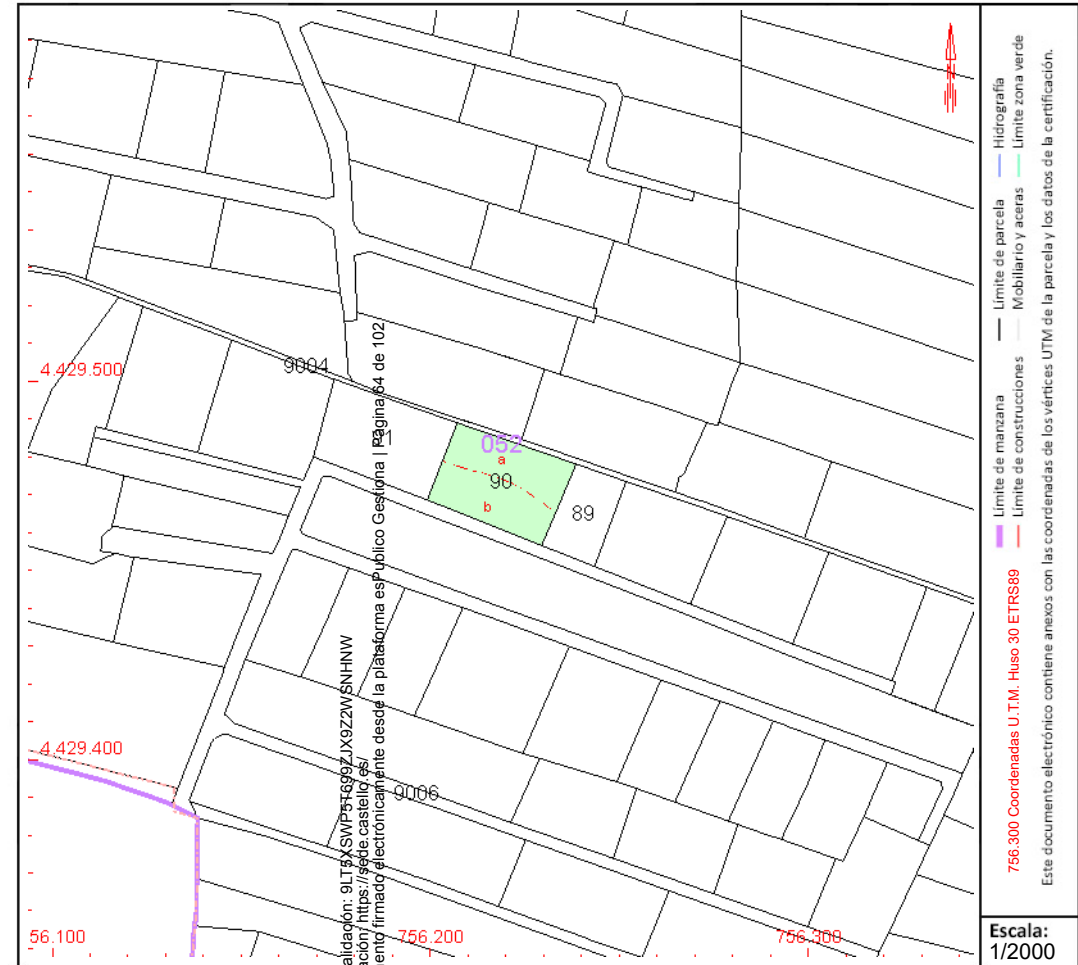 4.429.500
9004
91
052
a
90
b
89
4.429.400
9006
56.100
756.200
756.300
alidación: 9LT5XSWP5T699ZJX9Z2WSNHNW
ación: https://sede.castello.es/
mento firmado electrónicamente desde la plataforma esPublico Gestiona | Página 64 de 102
N
756.300 Coordenadas U.T.M. Huso 30 ETRS89
Límite de manzana
Límite de parcela
Hidrografía
Límite de construcciones
Mobiliario y aceras
Límite zona verde
Este documento electrónico contiene anexos con las coordenadas de los vértices UTM de la parcela y los datos de la certificación.
Escala:
1/2000